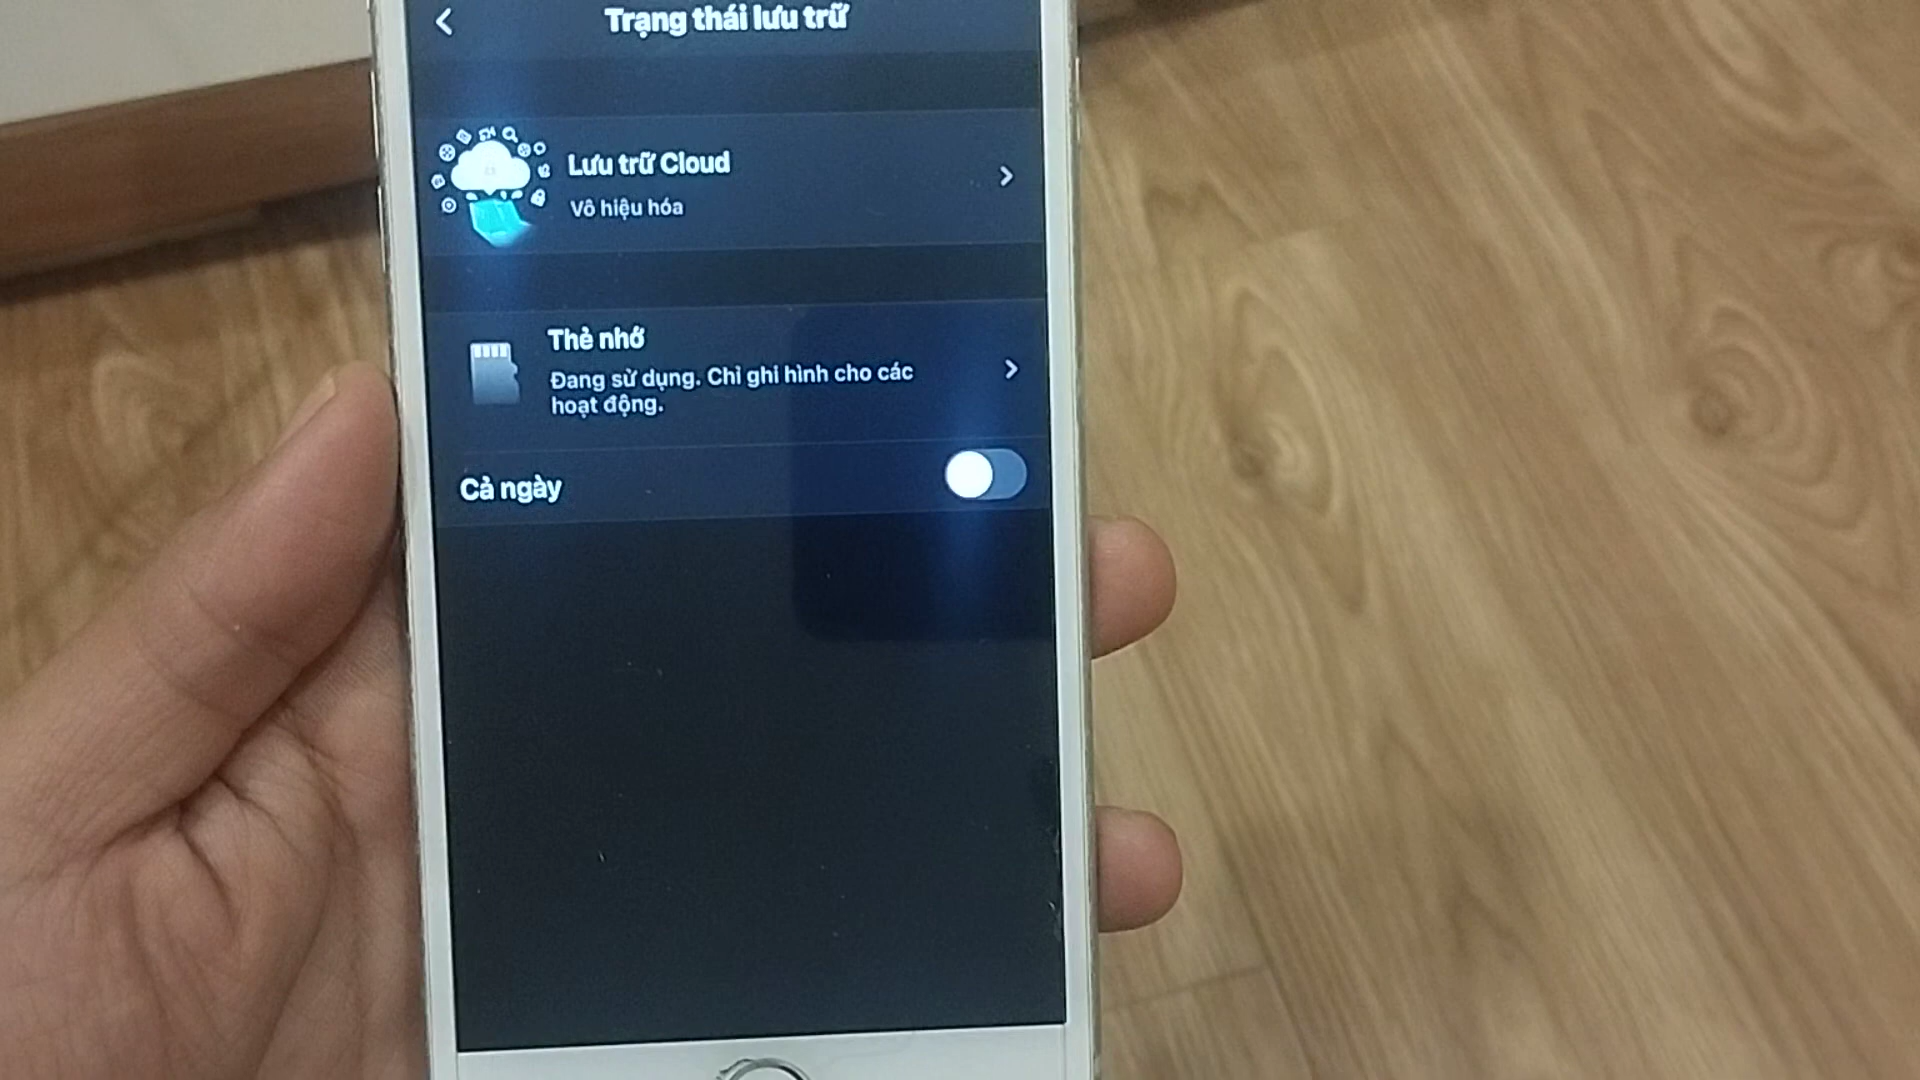 Trạng thái lưu trữ
Lưu trữ Cloud
Vô hiệu hóa
Thẻ nhớ
Đang sử dụng. Chỉ ghi hình cho các
hoạt động.
Cả ngày